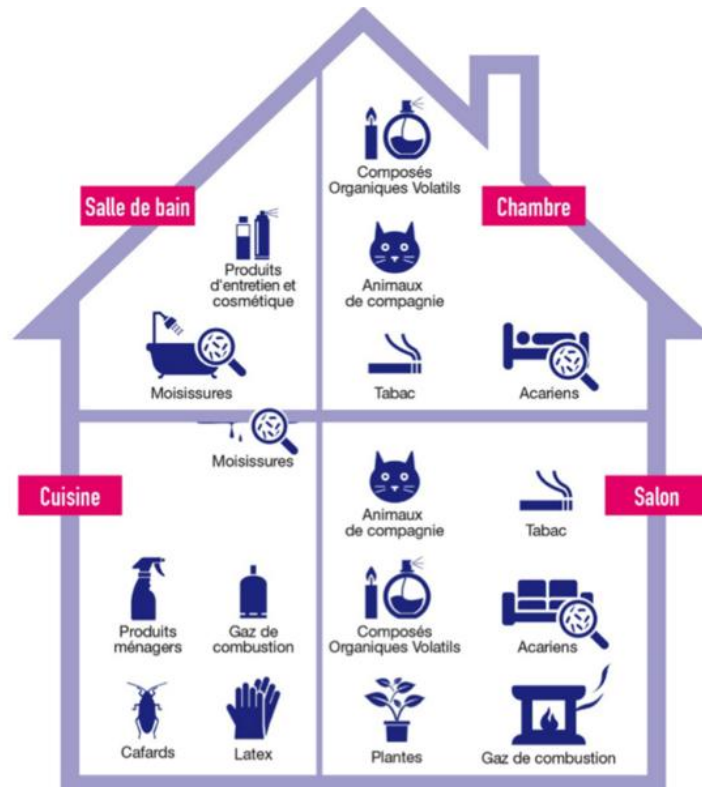 Composés
Organiques Volatils
Salle de bain
Chambre
Produits
d'entretien et
cosmétique
Animaux
de compagnie
Moisissures
Tabac
Acariens
Moisissures
Cuisine
Salon
Animaux
de compagnie
Tabac
Produits
ménagers
Gaz de
combustion
Composés
Organiques Volatils
Acariens
Cafards
Latex
Plantes
Gaz de combustion